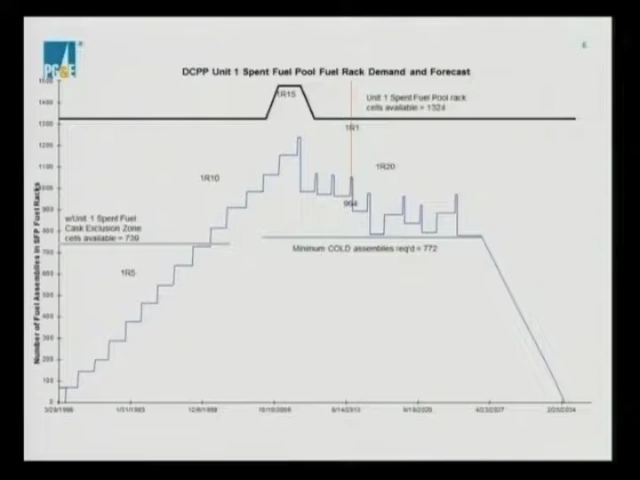 6
PG&E
DCPP Unit 1 Spent Fuel Pool Fuel Rack Demand and Forecast
1R15
Unit 1 Spent Fuel Pool rack
cells available = 1324
1R1
1R20
1R10
964
w/Unit 1 Spent Fuel
Cask Exclusion Zone
cells available = 739
Minimum COLD assemblies req'd = 772
1R5
Number of Fuel Assemblies in SFP Fuel Racks
1500
1400
1300
1200
1100
1000
900
800
700
600
500
400
300
200
100
0